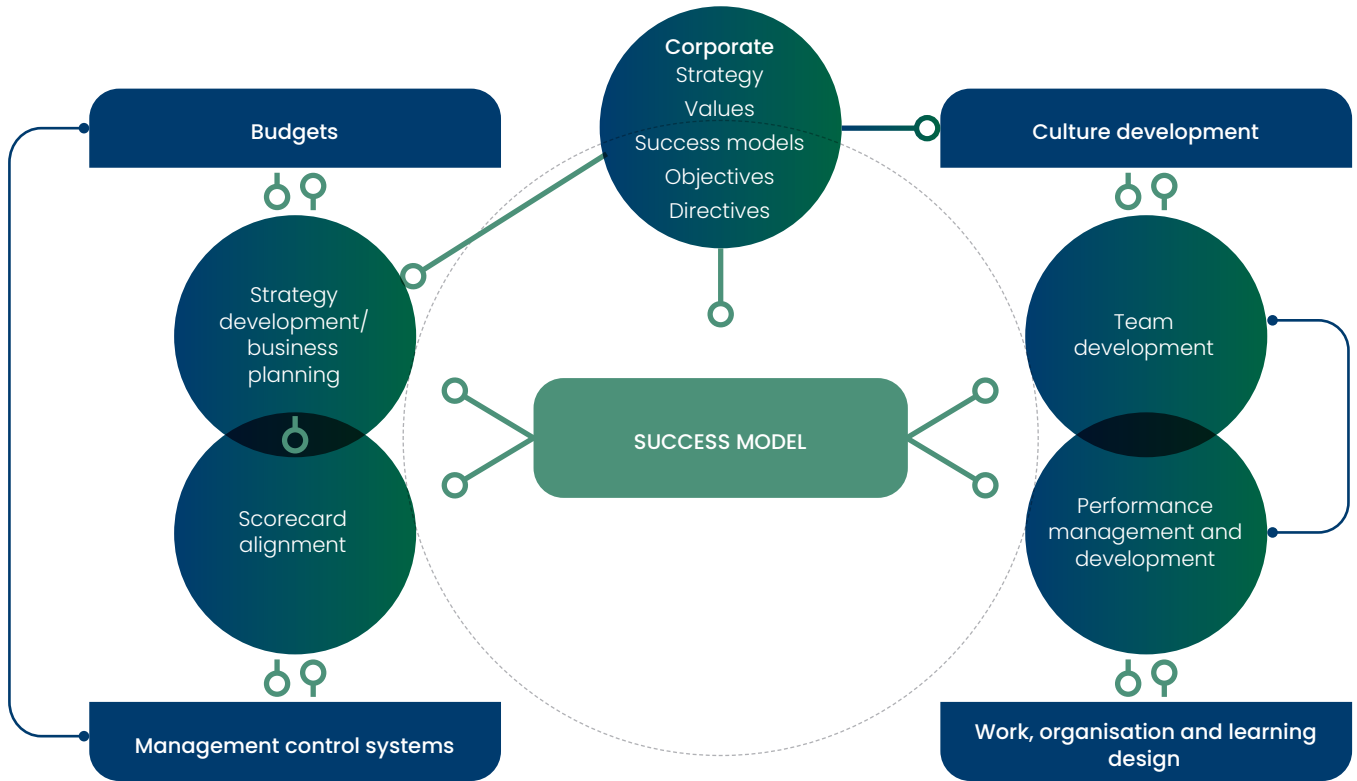 Corporate
Strategy
Values
Success models
Objectives
Directives
Budgets
Culture development
Strategy
development/
business
planning
Team
development
SUCCESS MODEL
Scorecard
alignment
Performance
management and
development
Management control systems
Work, organisation and learning
design